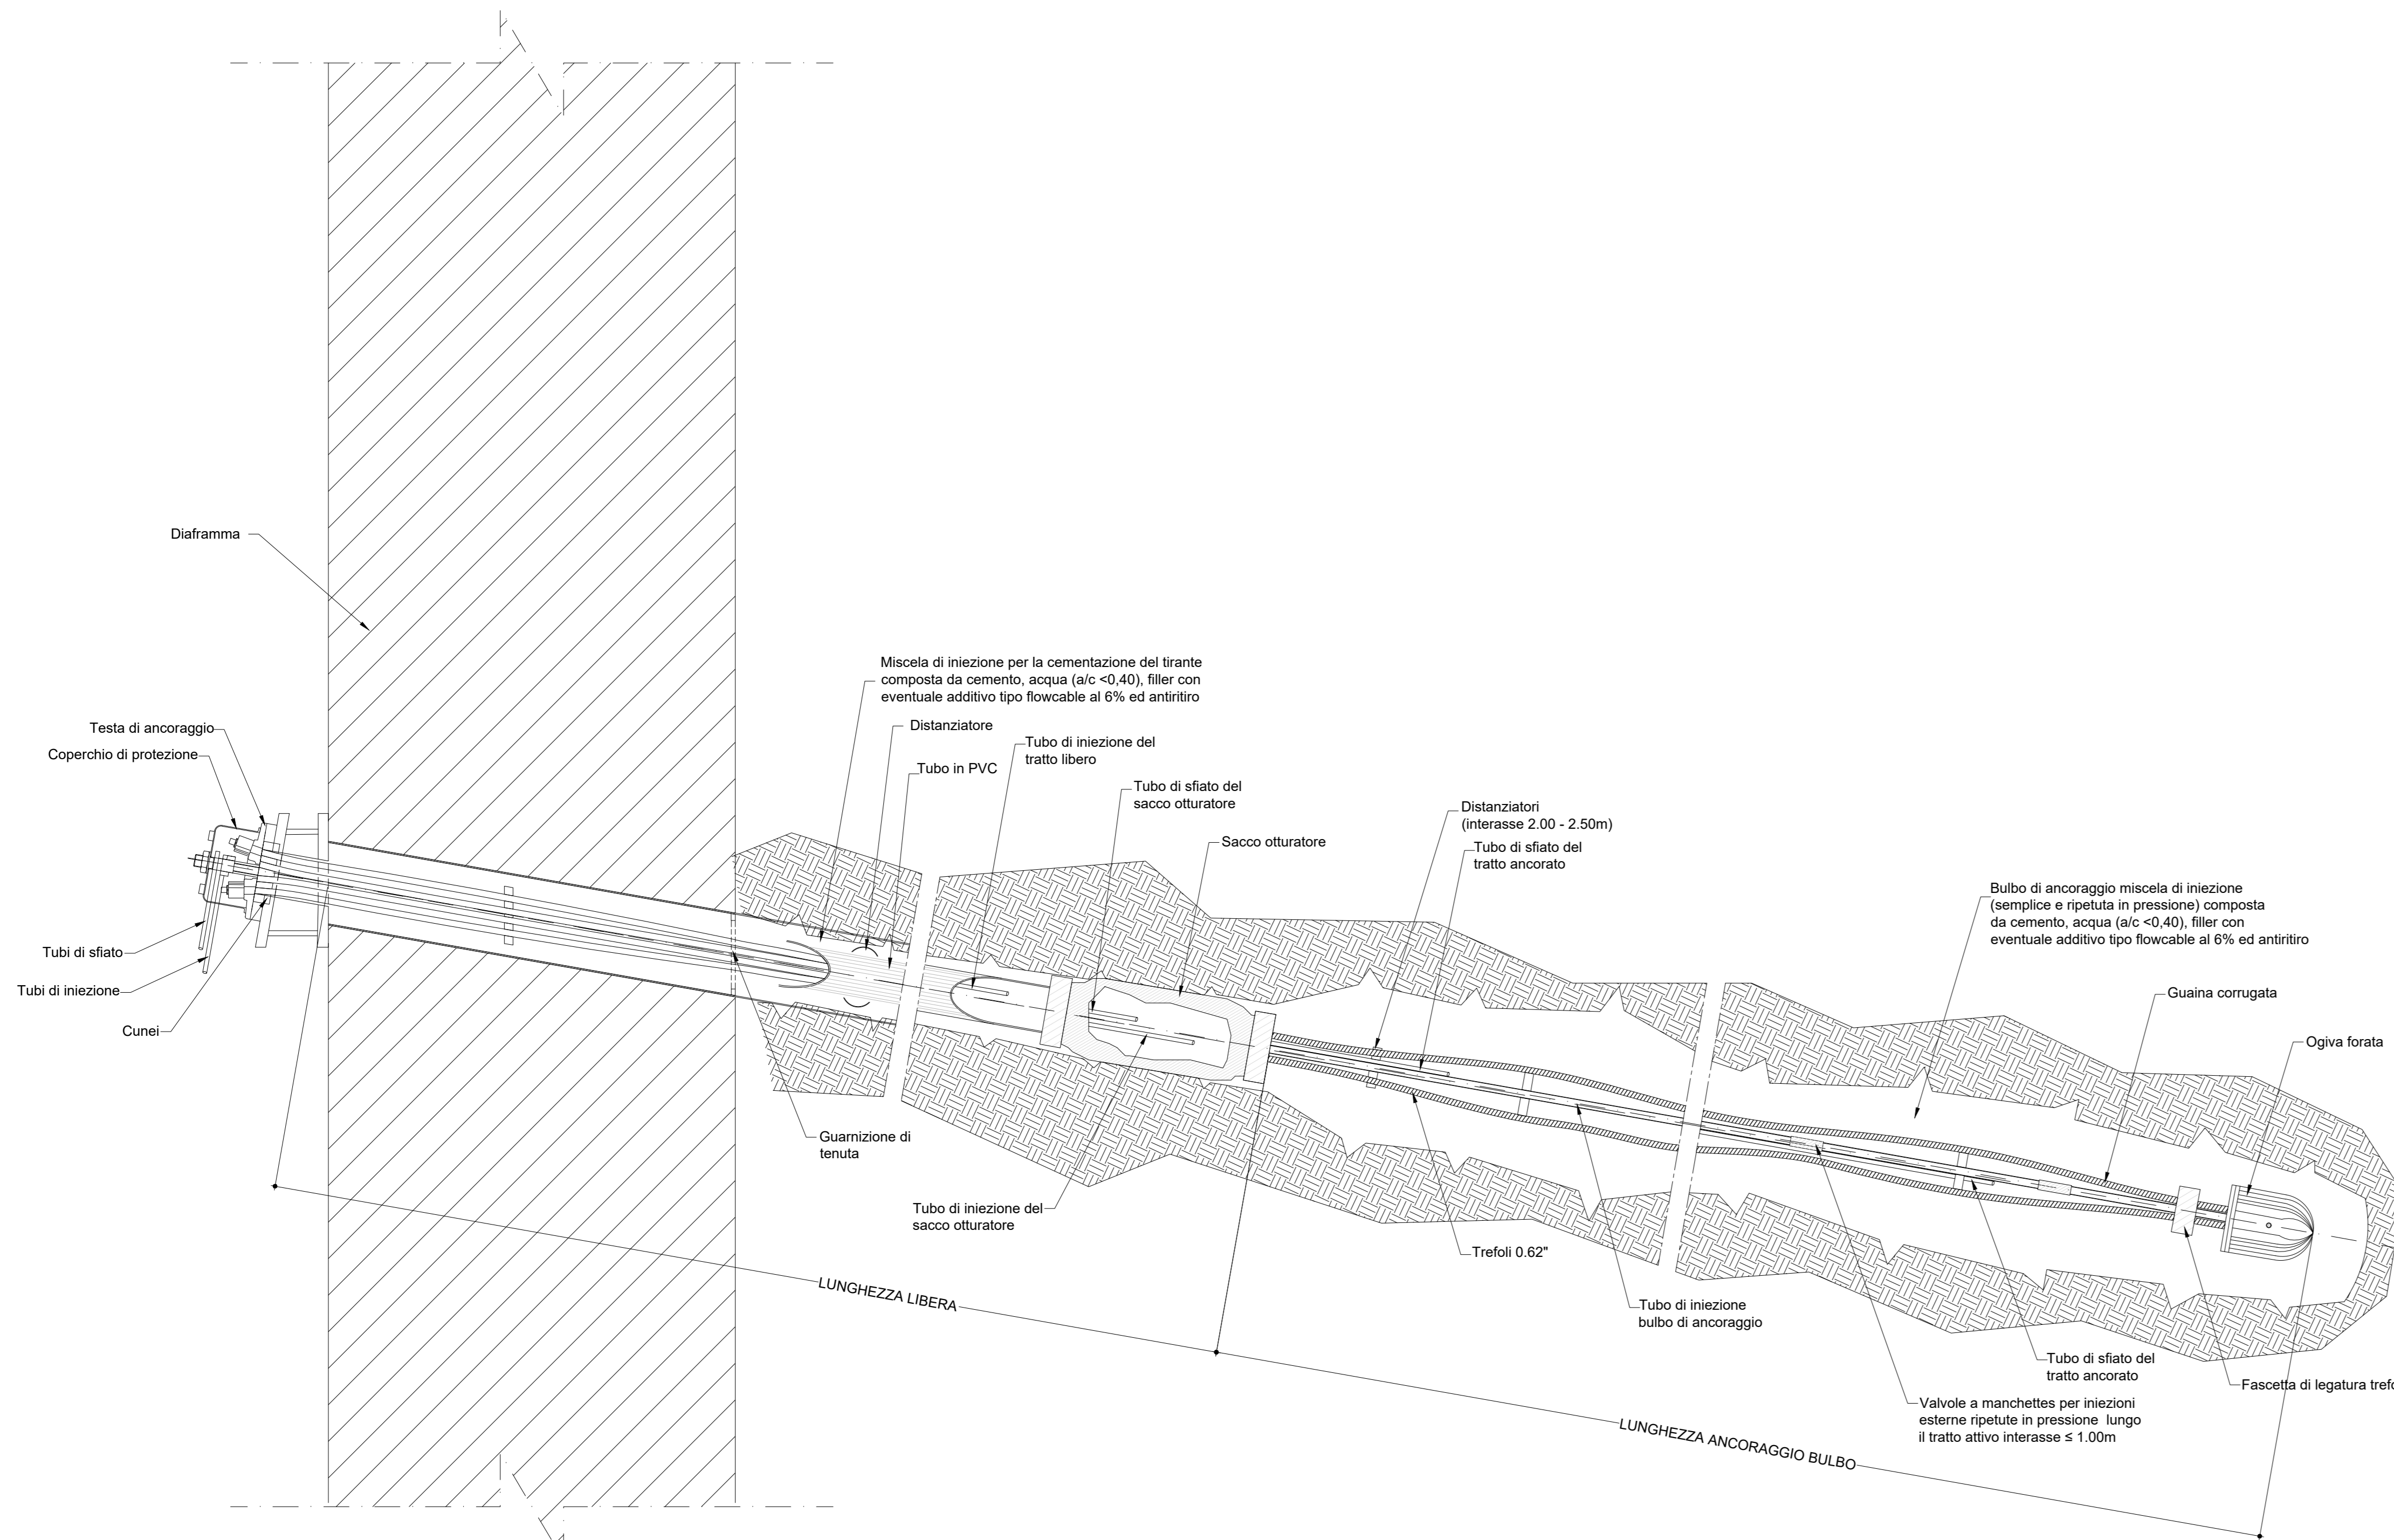 Diaframma
Miscela di iniezione per la cementazione del tirante
composta da cemento, acqua (a/c <0,40), filler con
eventuale additivo tipo flowcable al 6% ed antiritiro
Testa di ancoraggio
Coperchio di protezione
Distanziatore
Tubo di iniezione del
tratto libero
Tubo in PVC
Tubo di sfiato del
sacco otturatore
Sacco otturatore
Distanziatori
(interasse 2.00 - 2.50m)
Tubo di sfiato del
tratto ancorato
Bulbo di ancoraggio miscela di iniezione
(semplice e ripetuta in pressione) composta
da cemento, acqua (a/c <0,40), filler con
eventuale additivo tipo flowcable al 6% ed antiritiro
Guaina corrugata
Ogiva forata
Tubi di sfiato
Tubi di iniezione
Cunei
Guarnizione di
tenuta
Tubo di iniezione del
sacco otturatore
Trefoli 0.62"
LUNGHEZZA LIBERA
Tubo di iniezione
bulbo di ancoraggio
Tubo di sfiato del
tratto ancorato
Fascetta di legatura
Valvole a manchettes per iniezioni
esterne ripetute in pressione lungo
il tratto attivo interasse ≤ 1.00m
LUNGHEZZA ANCORAGGIO BULBO